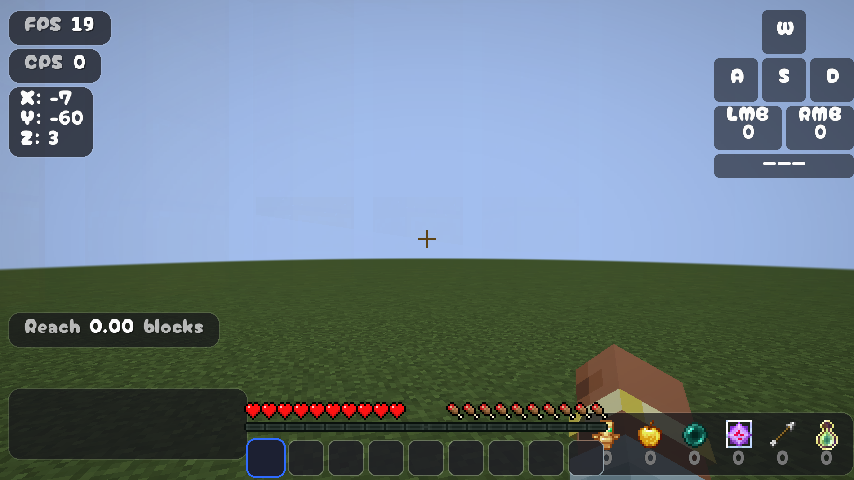 FPS 19
CPS 0
X: -7
Y: -60
Z: 3
W
A S D
LMB RMB
0 0
---
Reach 0.00 blocks
0 0 0 0 0 0